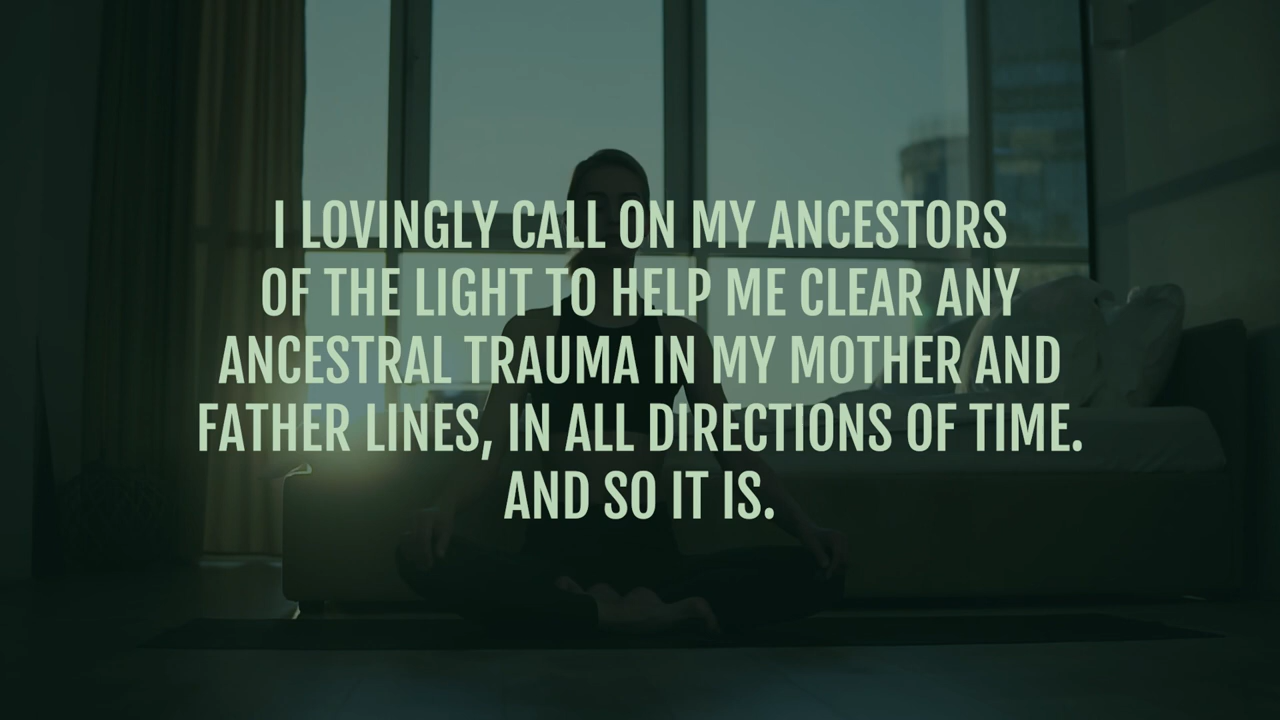 I LOVINGLY CALL ON MY ANCESTORS
OF THE LIGHT TO HELP ME CLEAR ANY
ANCESTRAL TRAUMA IN MY MOTHER AND
FATHER LINES, IN ALL DIRECTIONS OF TIME.
AND SO IT IS.